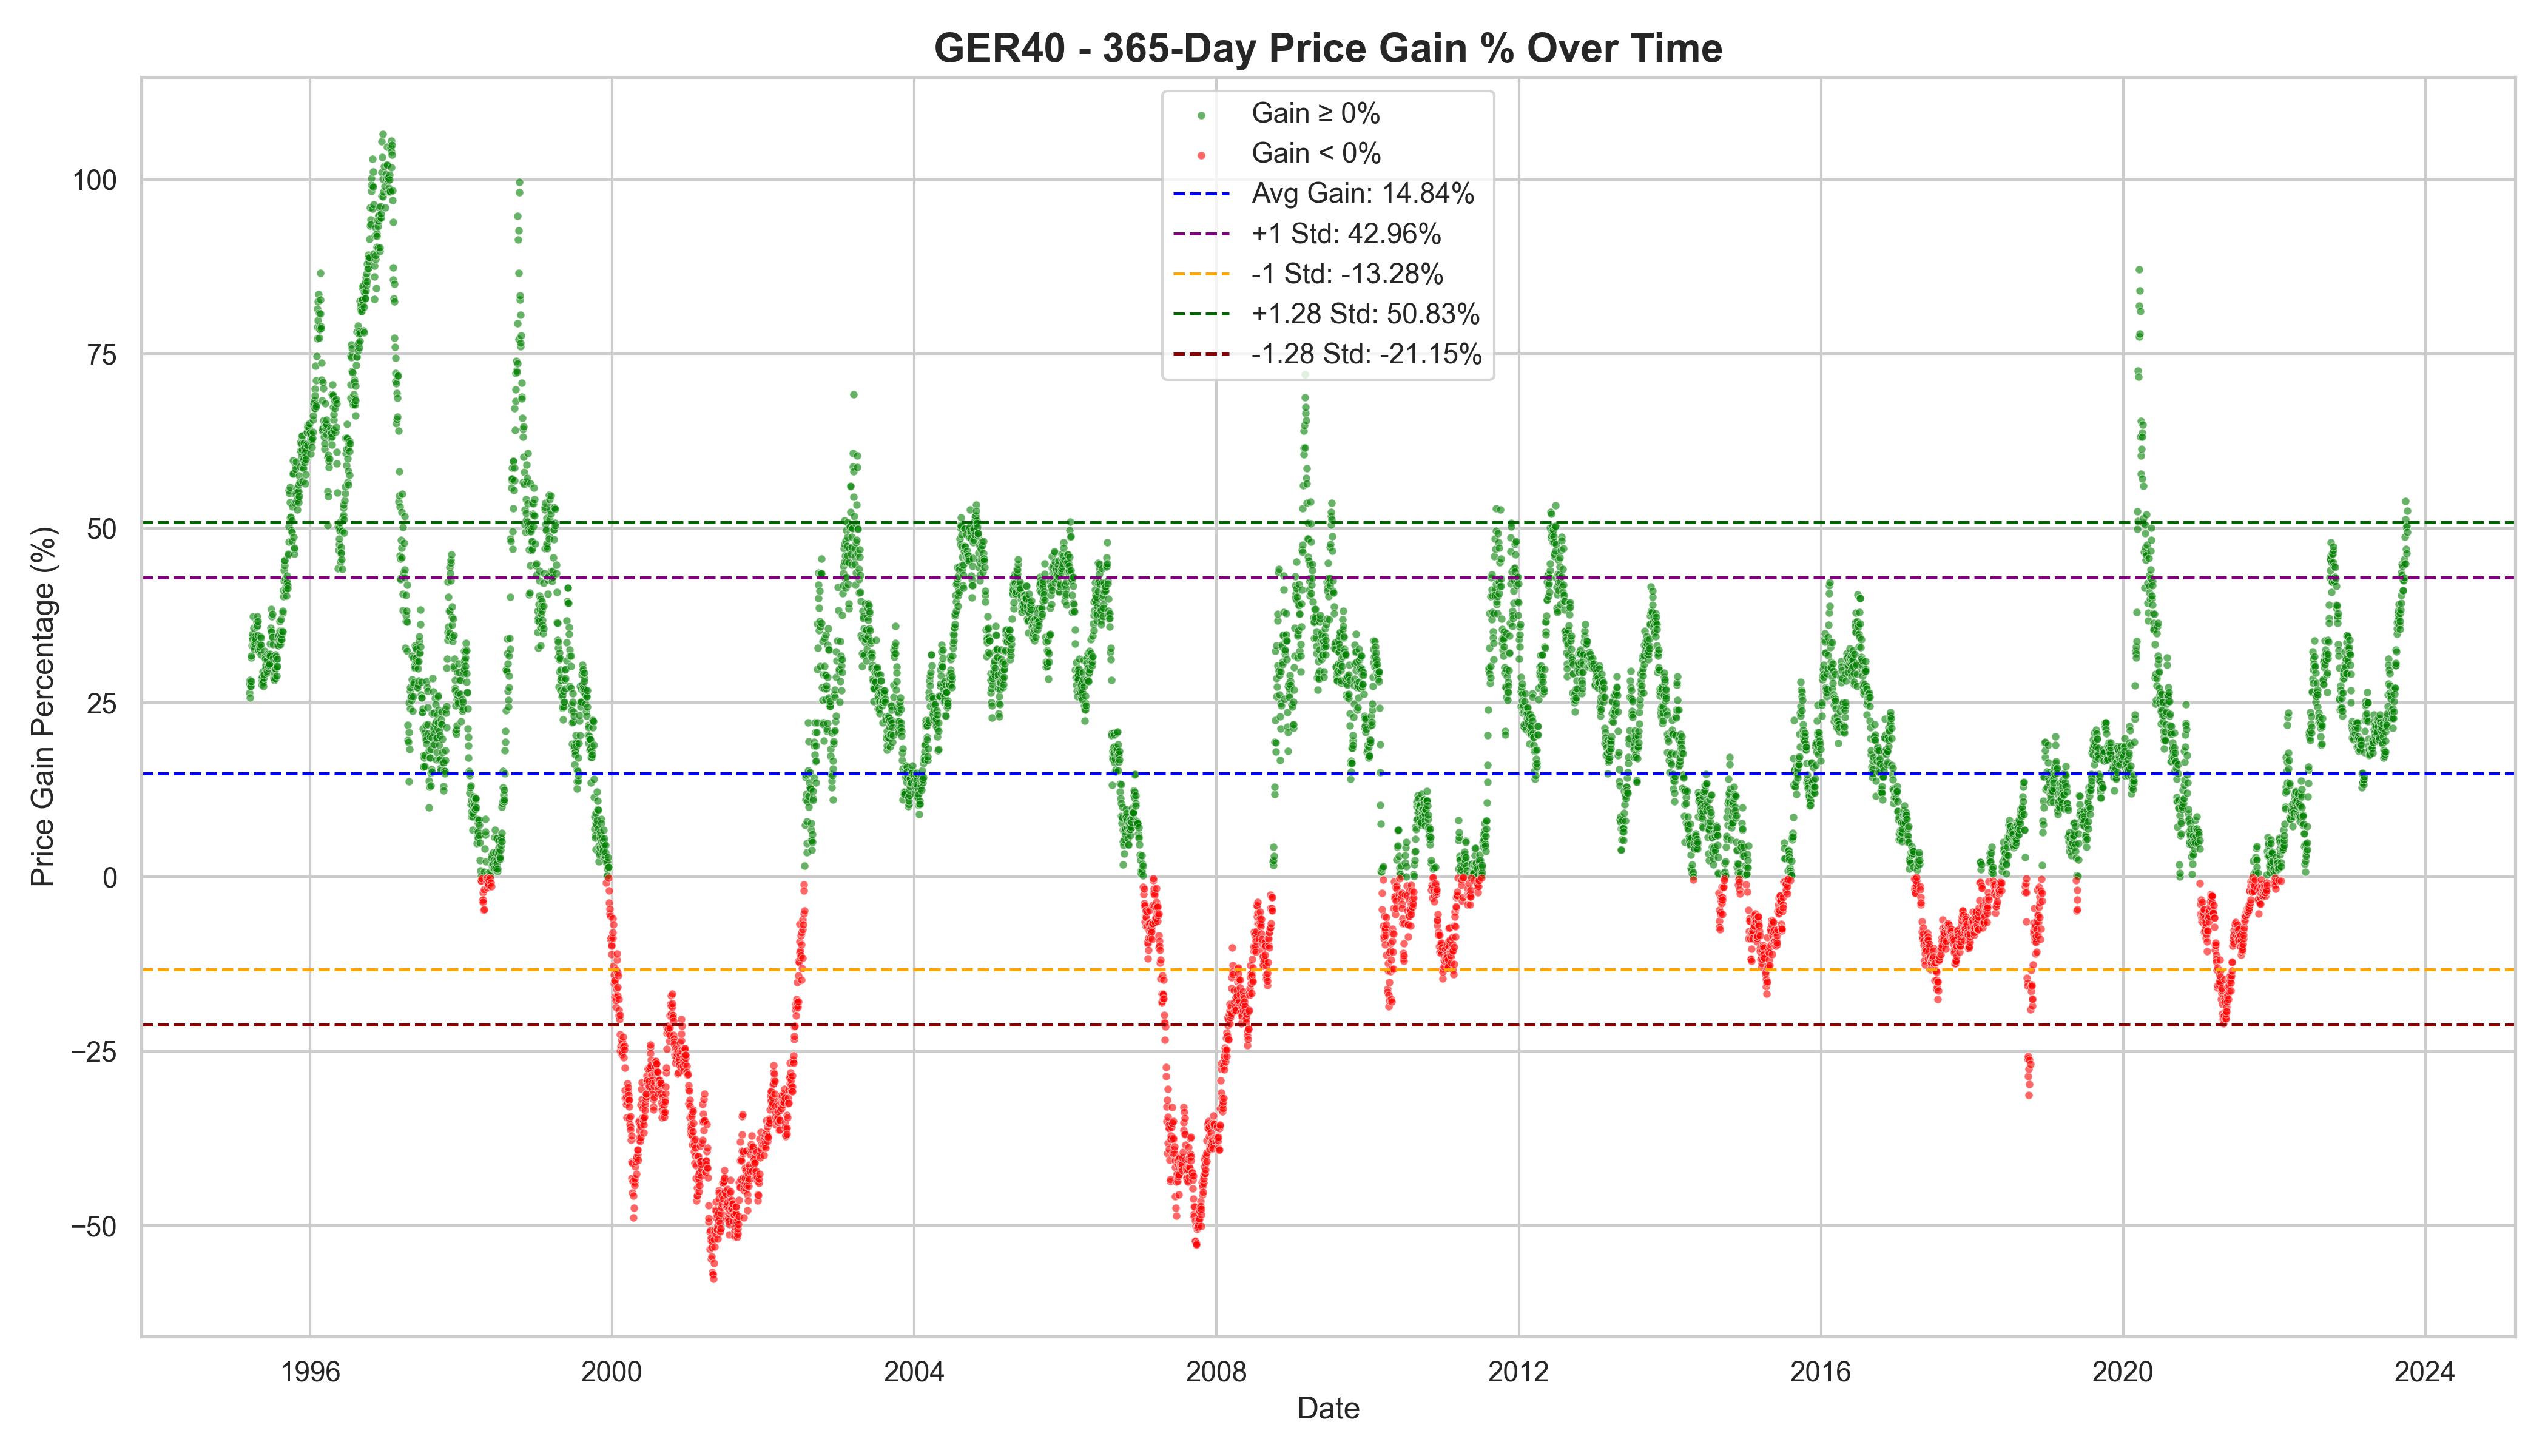 GER40 - 365-Day Price Gain % Over Time
Gain ≥ 0%
Gain < 0%
Avg Gain: 14.84%
+1 Std: 42.96%
-1 Std: -13.28%
+1.28 Std: 50.83%
-1.28 Std: -21.15%
Price Gain Percentage (%)
100
75
50
25
0
−25
−50
1996 2000 2004 2008 2012 2016 2020 2024
Date